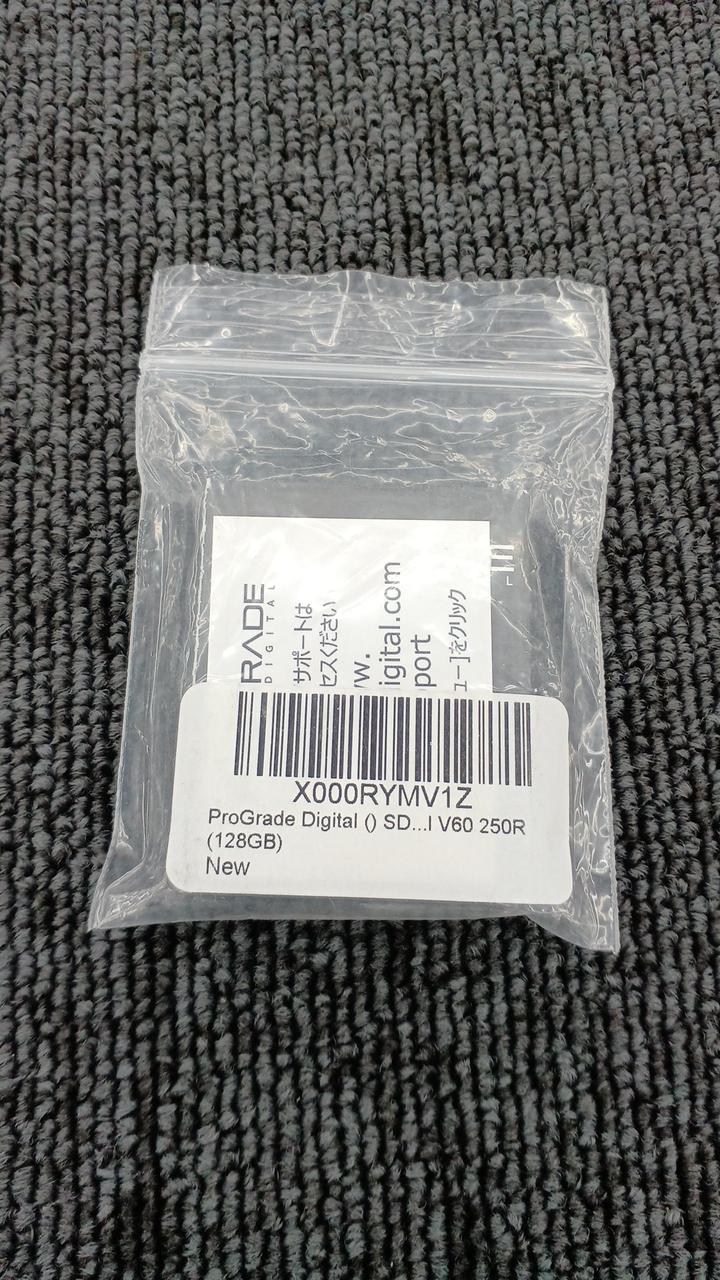 RADE
DIGITAL
サポートは
セスください
igital.com
port
ュー]をクリック
X000RYMV1Z
ProGrade Digital () SD...I V60 250R
(128GB)
New